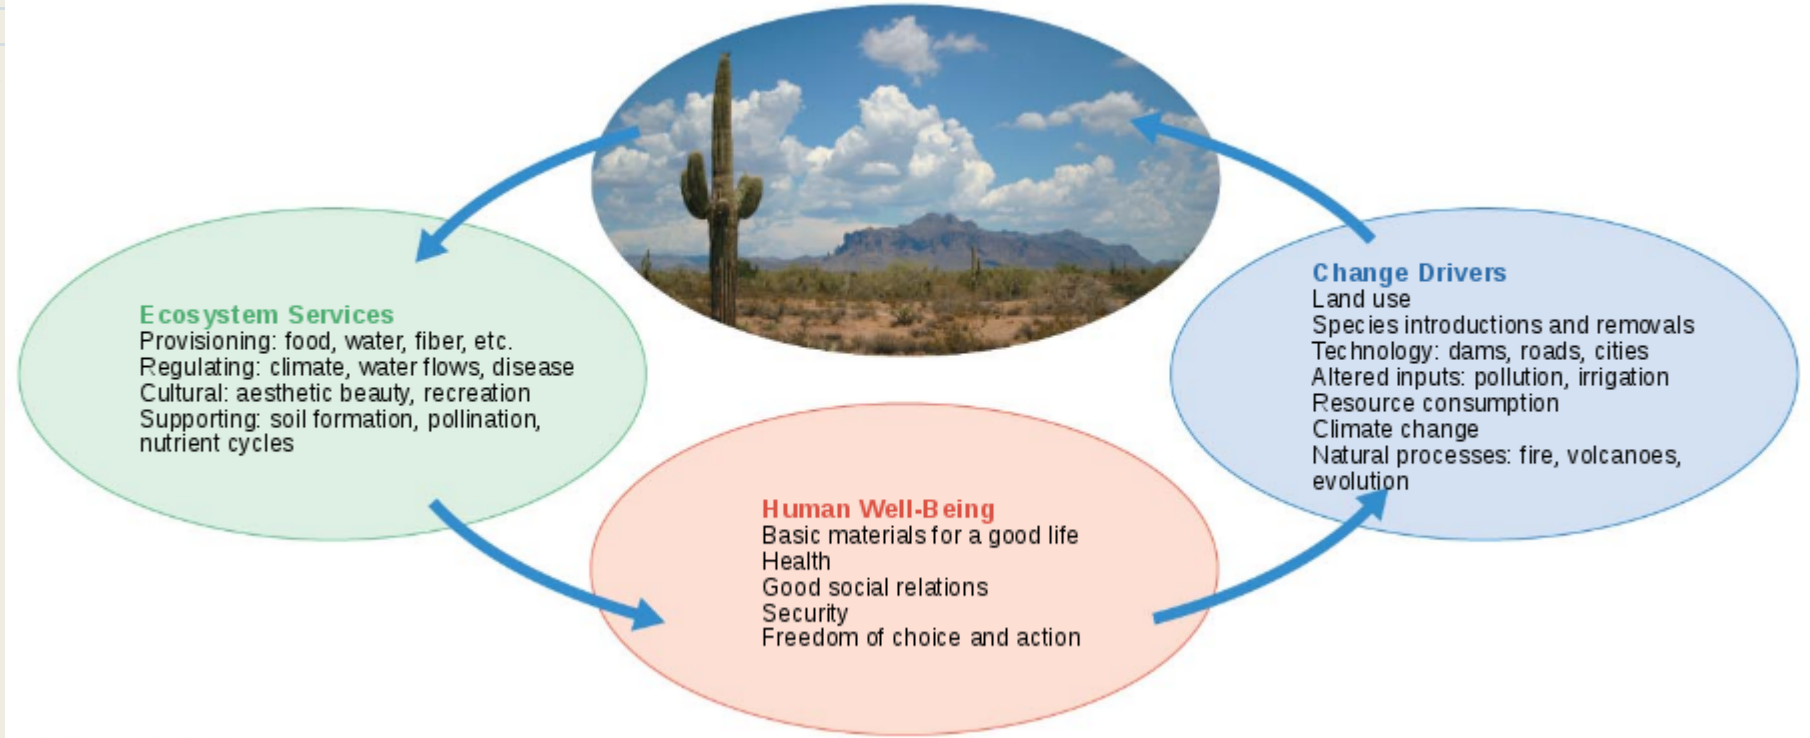 Ecosystem Services
Provisioning: food, water, fiber, etc.
Regulating: climate, water flows, disease
Cultural: aesthetic beauty, recreation
Supporting: soil formation, pollination,
nutrient cycles
Human Well-Being
Basic materials for a good life
Health
Good social relations
Security
Freedom of choice and action
Change Drivers
Land use
Species introductions and removals
Technology: dams, roads, cities
Altered inputs: pollution, irrigation
Resource consumption
Climate change
Natural processes: fire, volcanoes,
evolution